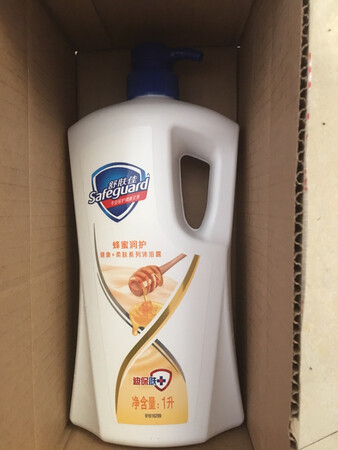 舒肤佳
Safeguard
蜂蜜润护
健康+柔肤系列沐浴露
迪保肤
净含量：1升